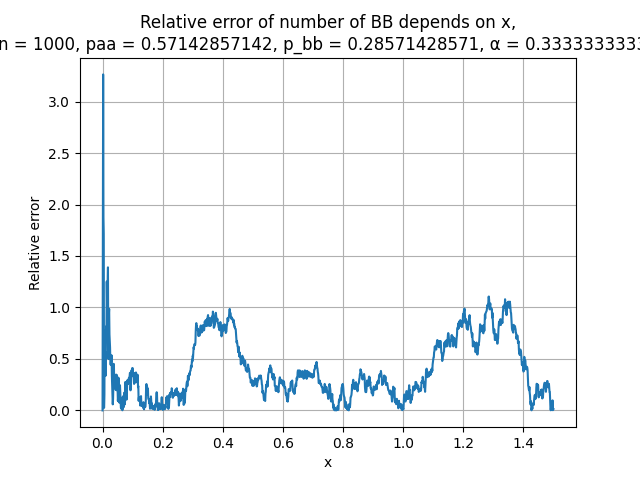 Relative error of number of BB depends on x,
n = 1000, paa = 0.57142857142, p_bb = 0.28571428571, α = 0.3333333333
Relative error
3.0
2.5
2.0
1.5
1.0
0.5
0.0
0.0 0.2 0.4 0.6 0.8 1.0 1.2 1.4
x